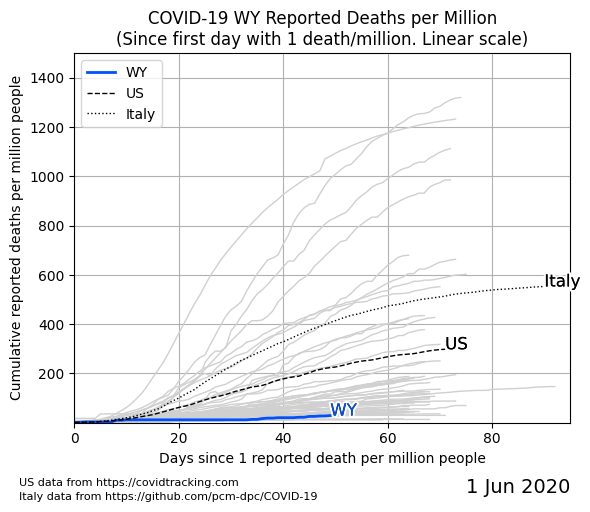 COVID-19 WY Reported Deaths per Million
(Since first day with 1 death/million. Linear scale)
Cumulative reported deaths per million people
1400
1200
1000
800
600
400
200
WY
US
Italy
Italy
US
WY
0
20
40
60
80
Days since 1 reported death per million people
US data from https://covidtracking.com
Italy data from https://github.com/pcm-dpc/COVID-19
1 Jun 2020